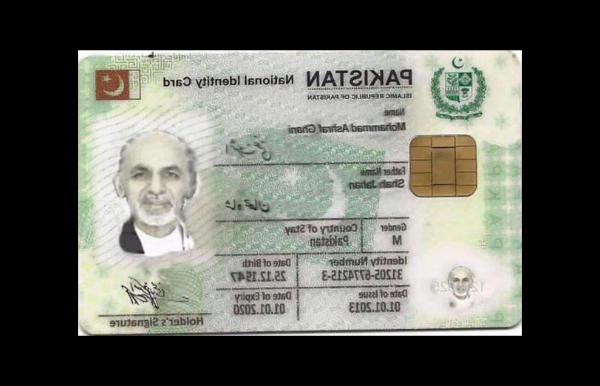 PAKISTAN National Identity Card
ISLAMIC REPUBLIC OF PAKISTAN
Name
Mohammad Ashraf Ghani
Father Name
Shah Jahan
Gender
M
Country of Stay
Pakistan
Identity Number
31205-6774215-3
Date of Birth
25.12.1947
Date of Issue
01.01.2013
Date of Expiry
01.01.2020
Holder's Signature